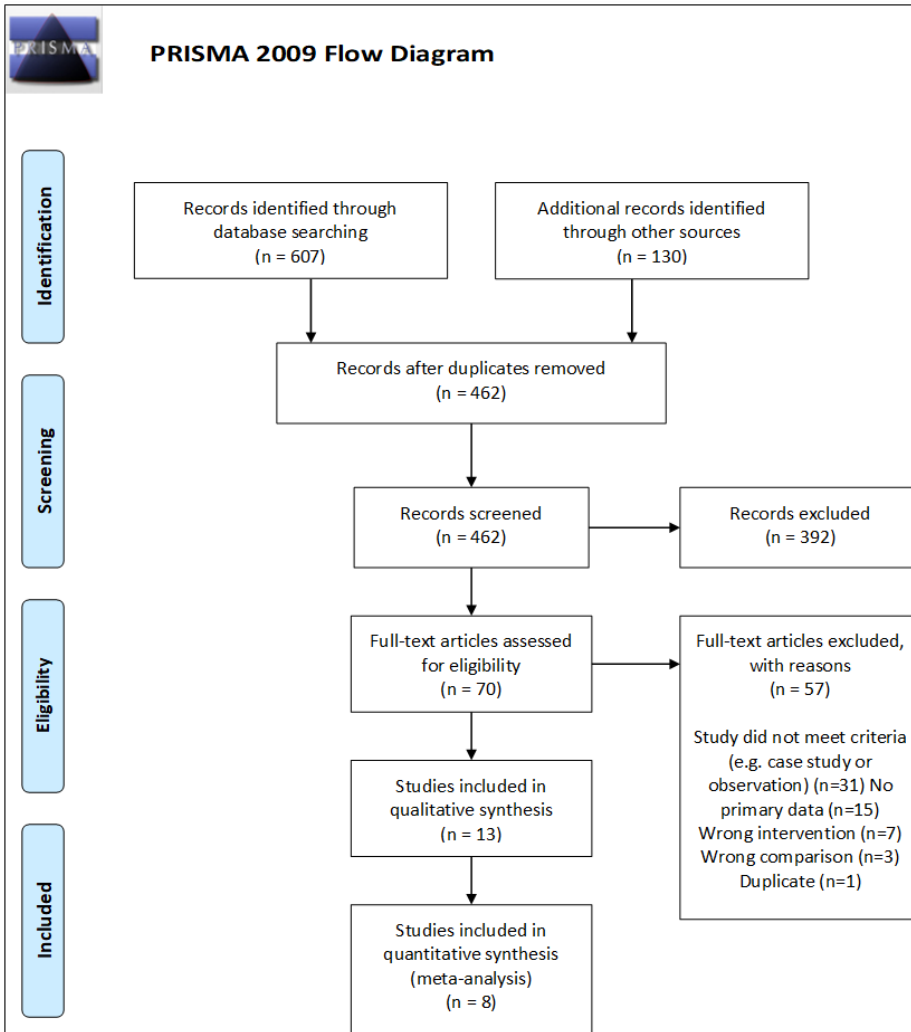 PRISMA
PRISMA 2009 Flow Diagram
Identification
Records identified through
database searching
(n = 607)
Additional records identified
through other sources
(n = 130)
Records after duplicates removed
(n = 462)
Screening
Records screened
(n = 462)
Records excluded
(n = 392)
Eligibility
Full-text articles assessed
for eligibility
(n = 70)
Full-text articles excluded,
with reasons
(n = 57)
Study did not meet criteria
(e.g. case study or
observation) (n=31) No
primary data (n=15)
Wrong intervention (n=7)
Wrong comparison (n=3)
Duplicate (n=1)
Studies included in
qualitative synthesis
(n = 13)
Included
Studies included in
quantitative synthesis
(meta-analysis)
(n = 8)